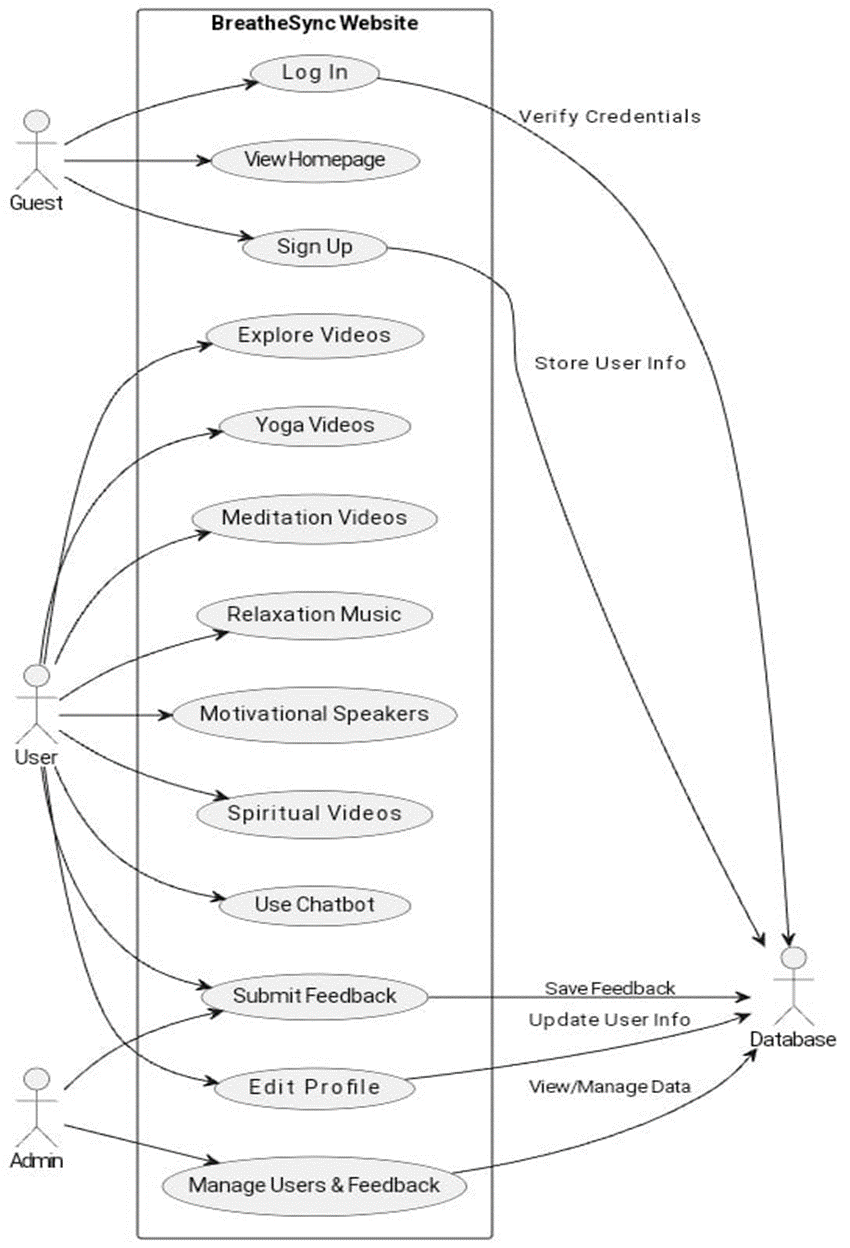 BreatheSync Website
Log In
Verify Credentials
View Homepage
Guest
Sign Up
Explore Videos
Store User Info
Yoga Videos
Meditation Videos
Relaxation Music
Motivational Speakers
User
Spiritual Videos
Use Chatbot
Submit Feedback
Save Feedback
Update User Info
Database
Edit Profile
View/Manage Data
Admin
Manage Users & Feedback